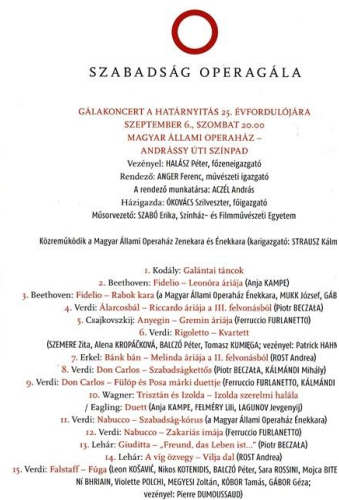 SZABADSÁG OPERAGÁLA
GÁLAKONCERT A HATÁRNYITÁS 25. ÉVFORDULÓJÁRA
SZEPTEMBER 6., SZOMBAT 20.00
MAGYAR ÁLLAMI OPERAHÁZ –
ANDRÁSSY ÚTI SZÍNPAD
Vezényel: HALÁSZ Péter, főzeneigazgató
Rendező: ANGER Ferenc, művészeti igazgató
A rendező munkatársa: ACZÉL András
Házigazda: ÓKOVÁCS Szilveszter, főigazgató
Műsorvezető: SZABÓ Erika, Színház- és Filmművészeti Egyetem
Közreműködik a Magyar Állami Operaház Zenekara és Énekkara (karigazgató: STRAUSZ Kálm
1. Kodály: Galántai táncok
2. Beethoven: Fidelio – Leonóra áriája (Anja KAMPE)
3. Beethoven: Fidelio – Rabok kara (a Magyar Állami Operaház Énekkara, MUKK József, GÁB
4. Verdi: Álarcosbál – Riccardo áriája a III. felvonásból (Piotr BECZAŁA)
5. Csajkovszkij: Anyegin – Gremin áriája (Ferruccio FURLANETTO)
6. Verdi: Rigoletto – Kvartett
(SZEMERE Zita, Alena KROPÁČKOVÁ, BALCZÓ Péter, Tomasz KUMIĘGA; vezényel: Patrick HAHN
7. Erkel: Bánk bán – Melinda áriája a II. felvonásból (ROST Andrea)
8. Verdi: Don Carlos – Szabadságkettős (Piotr BECZAŁA, KÁLMÁNDI Mihály)
9. Verdi: Don Carlos – Fülöp és Posa márki duettje (Ferruccio FURLANETTO, KÁLMÁNDI
10. Wagner: Trisztán és Izolda – Izolda szerelmi halála
/ Eagling: Duett (Anja KAMPE, FELMÉRY Lili, LAGUNOV Jevgenyij)
11. Verdi: Nabucco – Szabadság-kórus (a Magyar Állami Operaház Énekkara)
12. Verdi: Nabucco – Zakariás imája (Ferruccio FURLANETTO)
13. Lehár: Giuditta – „Freund, das Leben ist…” (Piotr BECZAŁA)
14. Lehár: A víg özvegy – Vilja dal (ROST Andrea)
15. Verdi: Falstaff – Fúga (Leon KOŠAVIĆ, Nikos KOTENIDIS, BALCZÓ Péter, Sara ROSSINI, Mojca BITE
Ní BHRIAIN, Violette POLCHI, MEGYESI Zoltán, KÓBOR Tamás, GÁBOR Géza;
vezényel: Pierre DUMOUSSAUD)